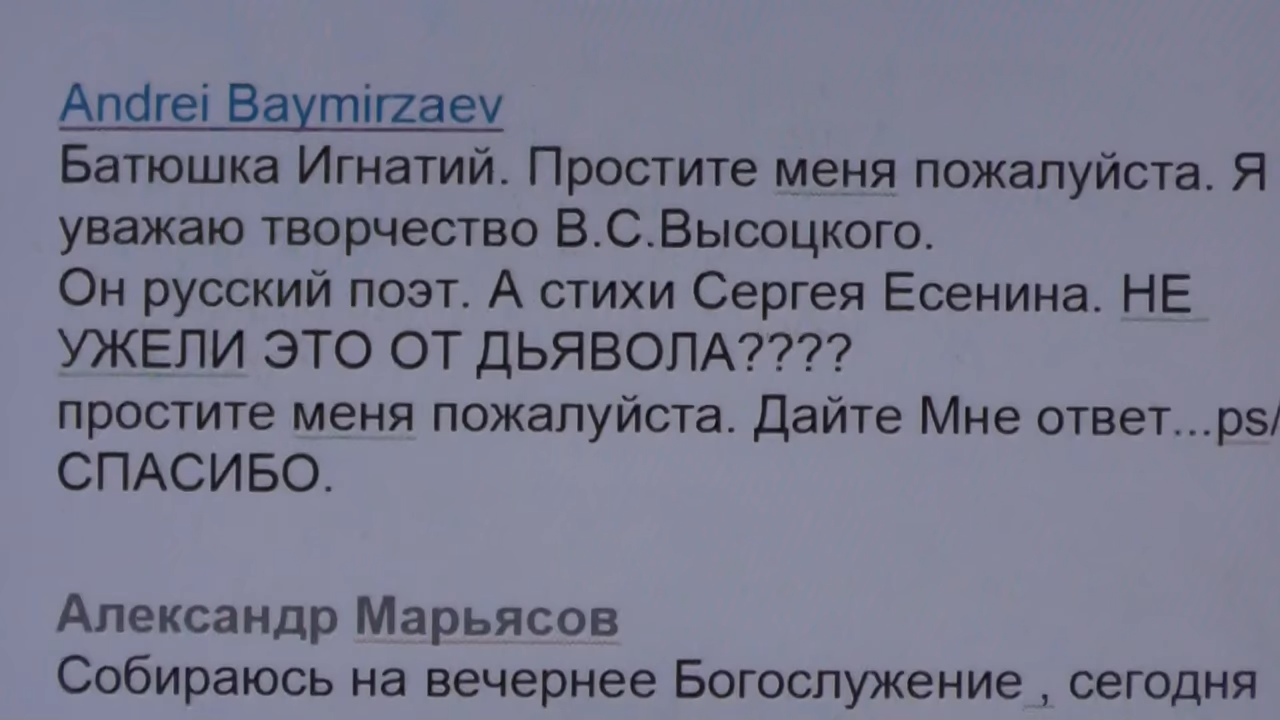 Andrei Baymirzaev
Батюшка Игнатий. Простите меня пожалуйста. Я
уважаю творчество В.С.Высоцкого.
Он русский поэт. А стихи Сергея Есенина. НЕ
УЖЕЛИ ЭТО ОТ ДЬЯВОЛА????
простите меня пожалуйста. Дайте Мне ответ...ps/
СПАСИБО.
Александр Марьясов
Собираюсь на вечернее Богослужение , сегодня